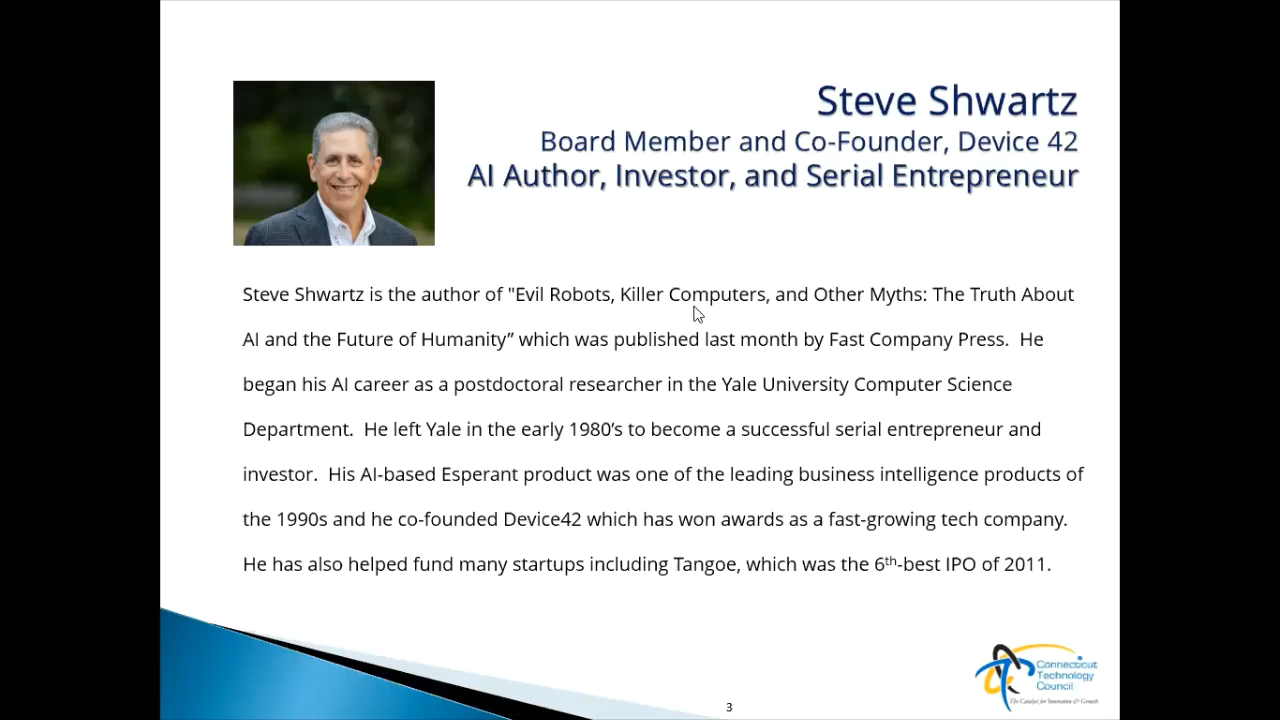 Steve Shwartz
Board Member and Co-Founder, Device 42
AI Author, Investor, and Serial Entrepreneur
Steve Shwartz is the author of "Evil Robots, Killer Computers, and Other Myths: The Truth About
AI and the Future of Humanity” which was published last month by Fast Company Press.  He
began his AI career as a postdoctoral researcher in the Yale University Computer Science
Department.  He left Yale in the early 1980’s to become a successful serial entrepreneur and
investor.  His AI-based Esperant product was one of the leading business intelligence products of
the 1990s and he co-founded Device42 which has won awards as a fast-growing tech company.
He has also helped fund many startups including Tangoe, which was the 6th-best IPO of 2011.
Connecticut
Technology
Council
The Catalyst for Innovation & Growth
3